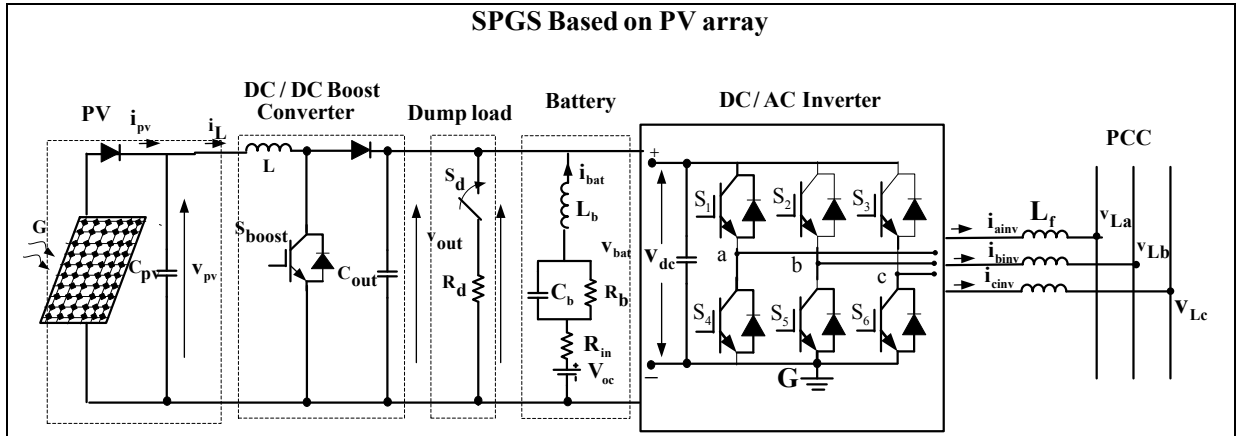 SPGS Based on PV array
PV
DC / DC Boost
Converter
Dump load
Battery
DC/ AC Inverter
PCC
i_pv
i_L
L
S_boost
G
C_pv
v_pv
C_out
v_out
S_d
R_d
i_bat
L_b
v_bat
C_b
R_b
R_in
V_oc
+
V_dc
−
S_1
S_2
S_3
a
b
c
S_4
S_5
S_6
G
i_ainv
L_f
i_binv
i_cinv
v_La
v_Lb
v_Lc